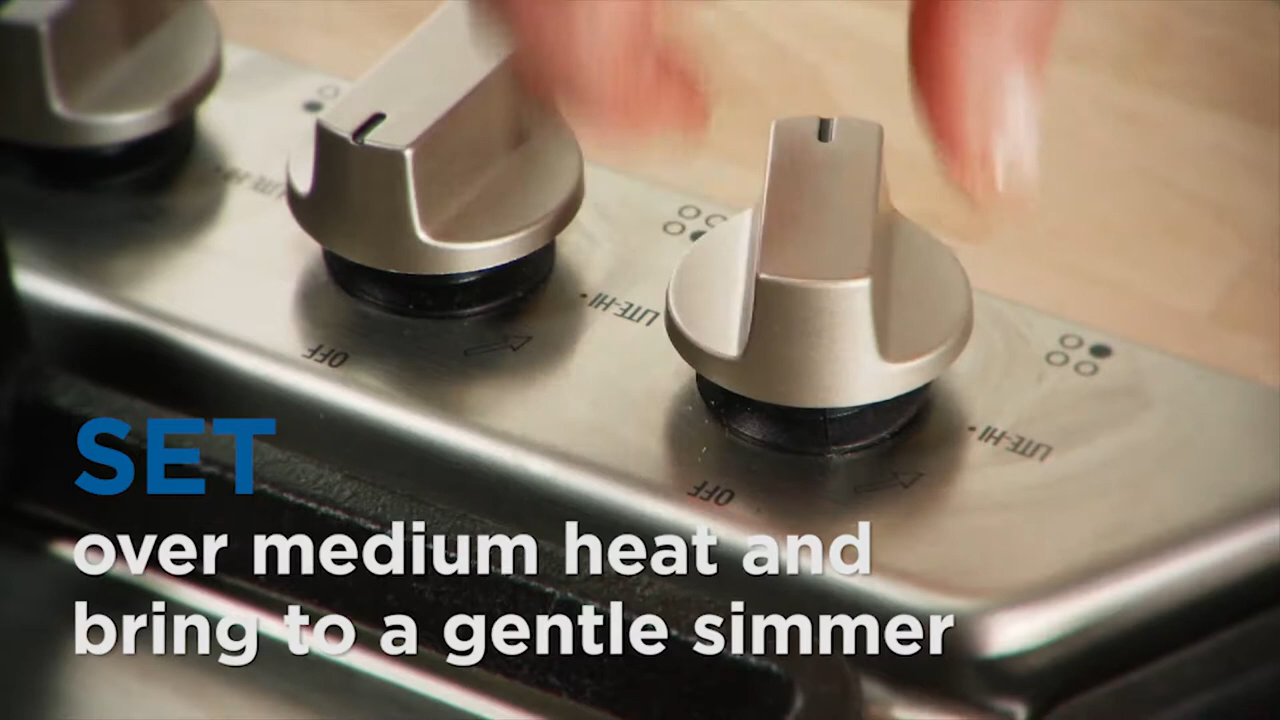 LITE-HI
OFF
LITE-HI
OFF
SET
over medium heat and
bring to a gentle simmer